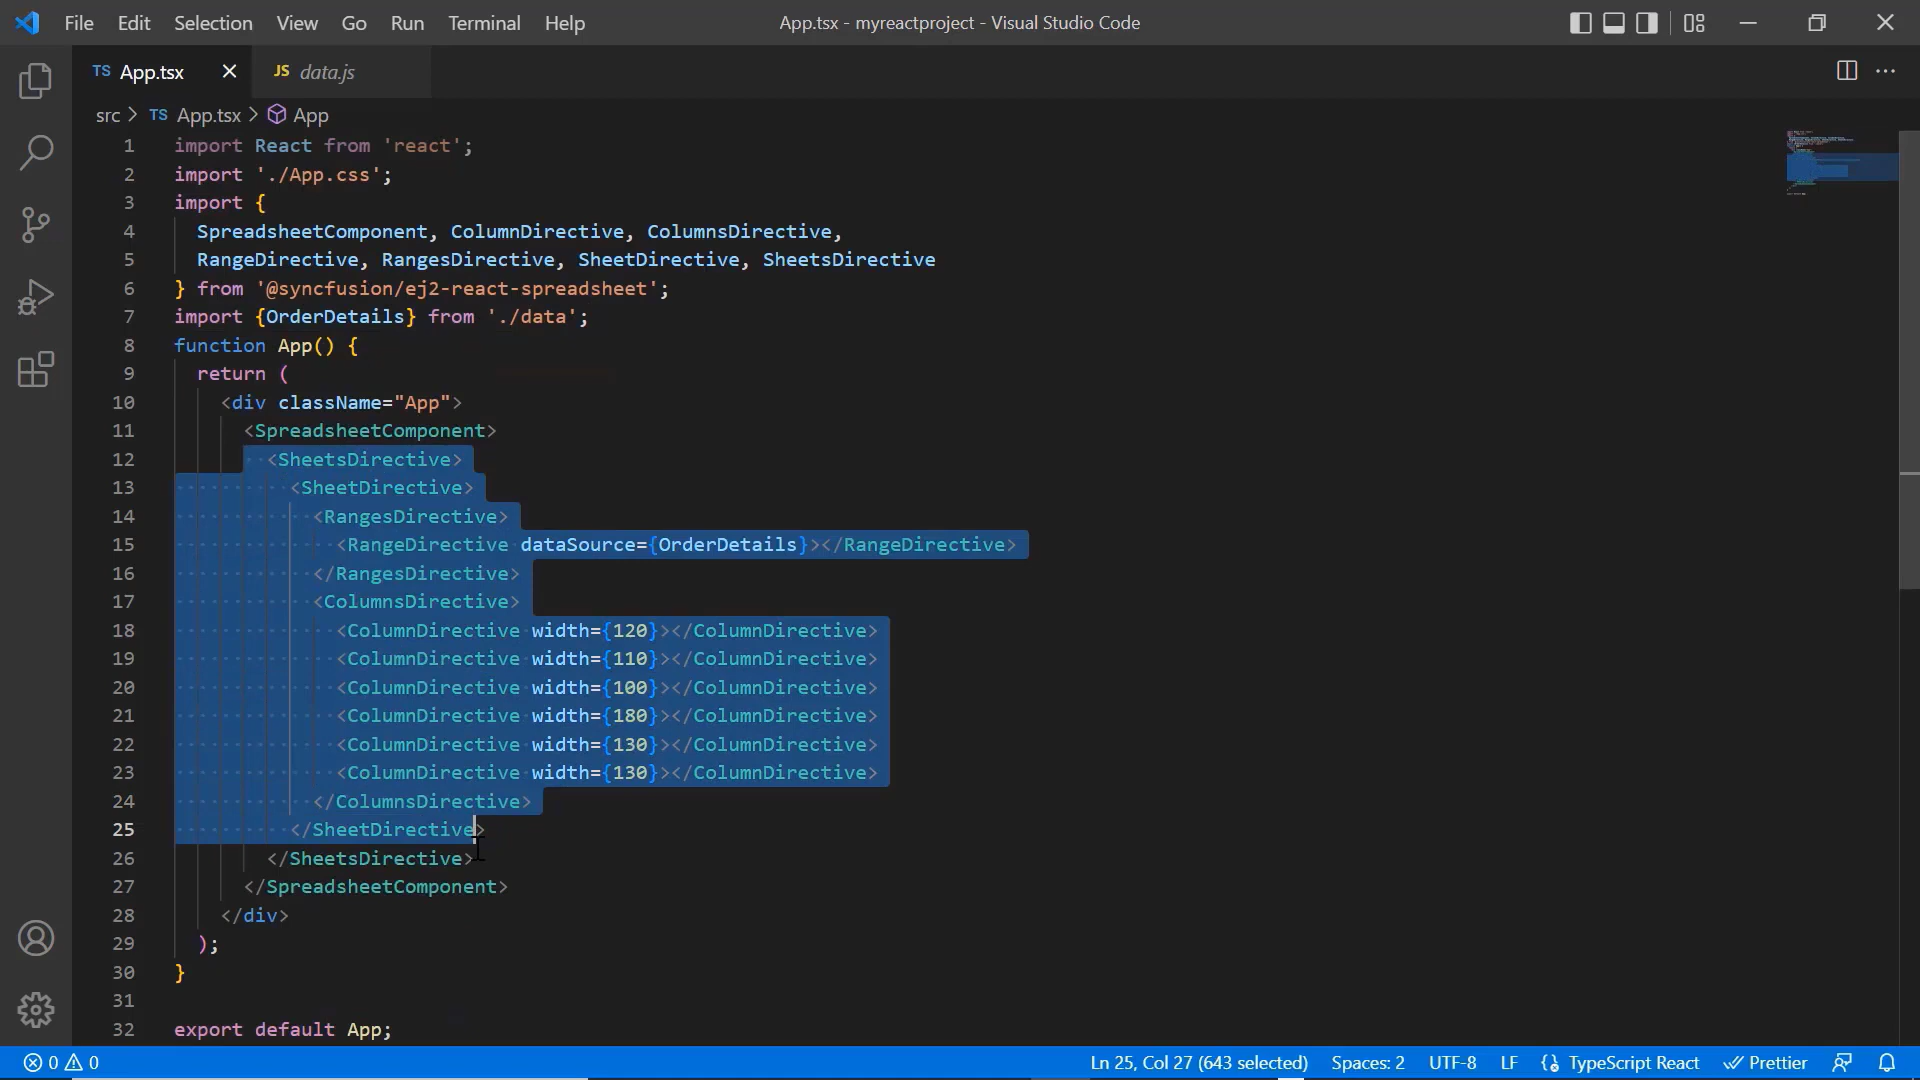 File Edit Selection View Go Run Terminal Help App.tsx - myreactproject - Visual Studio Code
TS App.tsx JS data.js
src > TS App.tsx > App
1 import React from 'react';
2 import './App.css';
3 import {
4 SpreadsheetComponent, ColumnDirective, ColumnsDirective,
5 RangeDirective, RangesDirective, SheetDirective, SheetsDirective
6 } from '@syncfusion/ej2-react-spreadsheet';
7 import {OrderDetails} from './data';
8 function App() {
9 return (
10 <div className="App">
11 <SpreadsheetComponent>
12 <SheetsDirective>
13 <SheetDirective>
14 <RangesDirective>
15 <RangeDirective dataSource={OrderDetails}></RangeDirective>
16 </RangesDirective>
17 <ColumnsDirective>
18 <ColumnDirective width={120}></ColumnDirective>
19 <ColumnDirective width={110}></ColumnDirective>
20 <ColumnDirective width={100}></ColumnDirective>
21 <ColumnDirective width={180}></ColumnDirective>
22 <ColumnDirective width={130}></ColumnDirective>
23 <ColumnDirective width={130}></ColumnDirective>
24 </ColumnsDirective>
25 </SheetDirective>
26 </SheetsDirective>
27 </SpreadsheetComponent>
28 </div>
29 );
30 }
31
32 export default App;
0 0 Ln 25, Col 27 (643 selected) Spaces: 2 UTF-8 LF {} TypeScript React Prettier